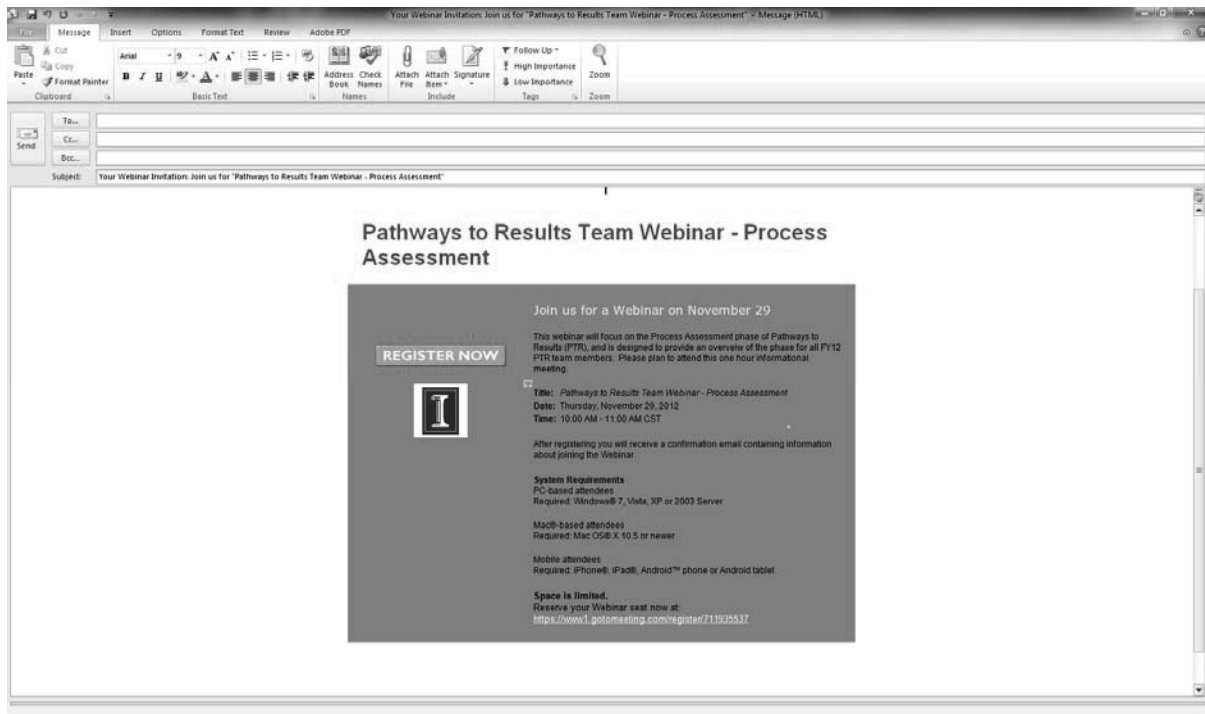 Your Webinar Invitation: Join us for "Pathways to Results Team Webinar - Process Assessment" - Message (HTML)
File Message Insert Options Format Text Review Adobe PDF
Paste
Cut
Copy
Format Painter
Clipboard
Arial 9
B I U
Basic Text
Address Book
Check Names
Names
Attach File
Attach Item
Signature
Include
Follow Up
High Importance
Low Importance
Tags
Zoom
Zoom
Send
To...
Cc...
Bcc...
Subject: Your Webinar Invitation: Join us for "Pathways to Results Team Webinar - Process Assessment"
Pathways to Results Team Webinar - Process
Assessment
REGISTER NOW
I
Join us for a Webinar on November 29
This webinar will focus on the Process Assessment phase of Pathways to
Results (PTR), and is designed to provide an overveiw of the phase for all FY12
PTR team members. Please plan to attend this one hour informational
meeting.
Title: Pathways to Results Team Webinar - Process Assessment
Date: Thursday, November 29, 2012
Time: 10:00 AM - 11:00 AM CST
After registering you will receive a confirmation email containing information
about joining the Webinar.
System Requirements
PC-based attendees
Required: Windows® 7, Vista, XP or 2003 Server
Mac®-based attendees
Required: Mac OS® X 10.5 or newer
Mobile attendees
Required: iPhone®, iPad®, Android™ phone or Android tablet
Space is limited.
Reserve your Webinar seat now at:
https://www1.gotomeeting.com/register/711935537